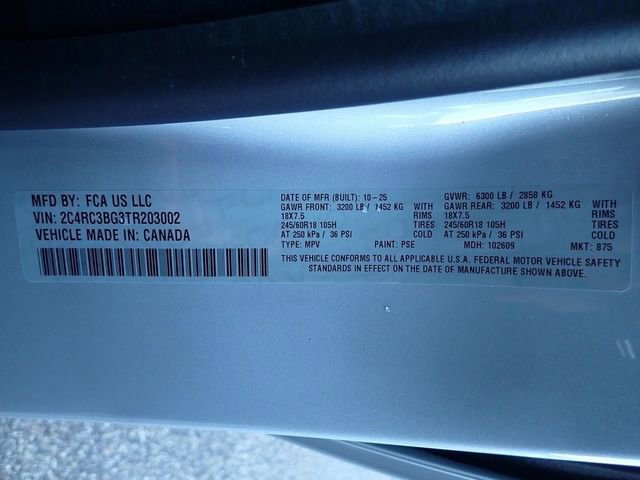 MFD BY: FCA US LLC
VIN: 2C4RC3BG3TR203002
VEHICLE MADE IN: CANADA
DATE OF MFR (BUILT): 10-25 GVWR: 6300 LB / 2858 KG
GAWR FRONT: 3200 LB / 1452 KG WITH GAWR REAR: 3200 LB / 1452 KG WITH
18X7.5 RIMS 18X7.5 RIMS
245/60R18 105H TIRES 245/60R18 105H TIRES
AT 250 kPa / 36 PSI COLD AT 250 kPa / 36 PSI COLD
TYPE: MPV PAINT: PSE MDH: 102609 MKT: 875
THIS VEHICLE CONFORMS TO ALL APPLICABLE U.S.A. FEDERAL MOTOR VEHICLE SAFETY
STANDARDS IN EFFECT ON THE DATE OF MANUFACTURE SHOWN ABOVE.